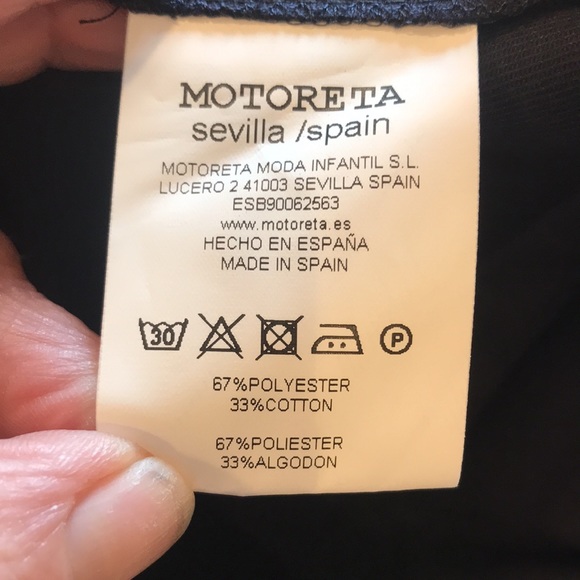 MOTORETA
sevilla /spain
MOTORETA MODA INFANTIL S.L.
LUCERO 2 41003 SEVILLA SPAIN
ESB90062563
www.motoreta.es
HECHO EN ESPAÑA
MADE IN SPAIN
30 P
67%POLYESTER
33%COTTON
67%POLIESTER
33%ALGODON